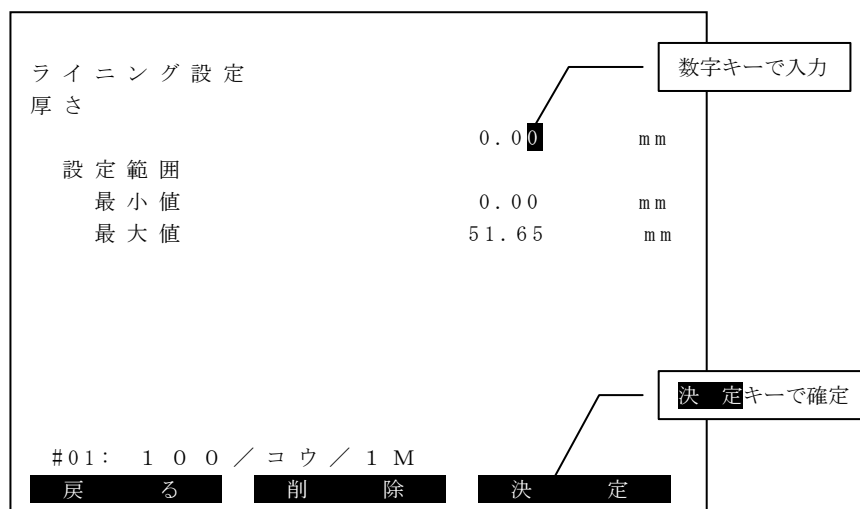 ライニング設定
数字キーで入力
厚さ
0.00 mm
設定範囲
最小値 0.00 mm
最大値 51.65 mm
決 定キーで確定
#01: 100/コウ/1M
戻 る 削 除 決 定